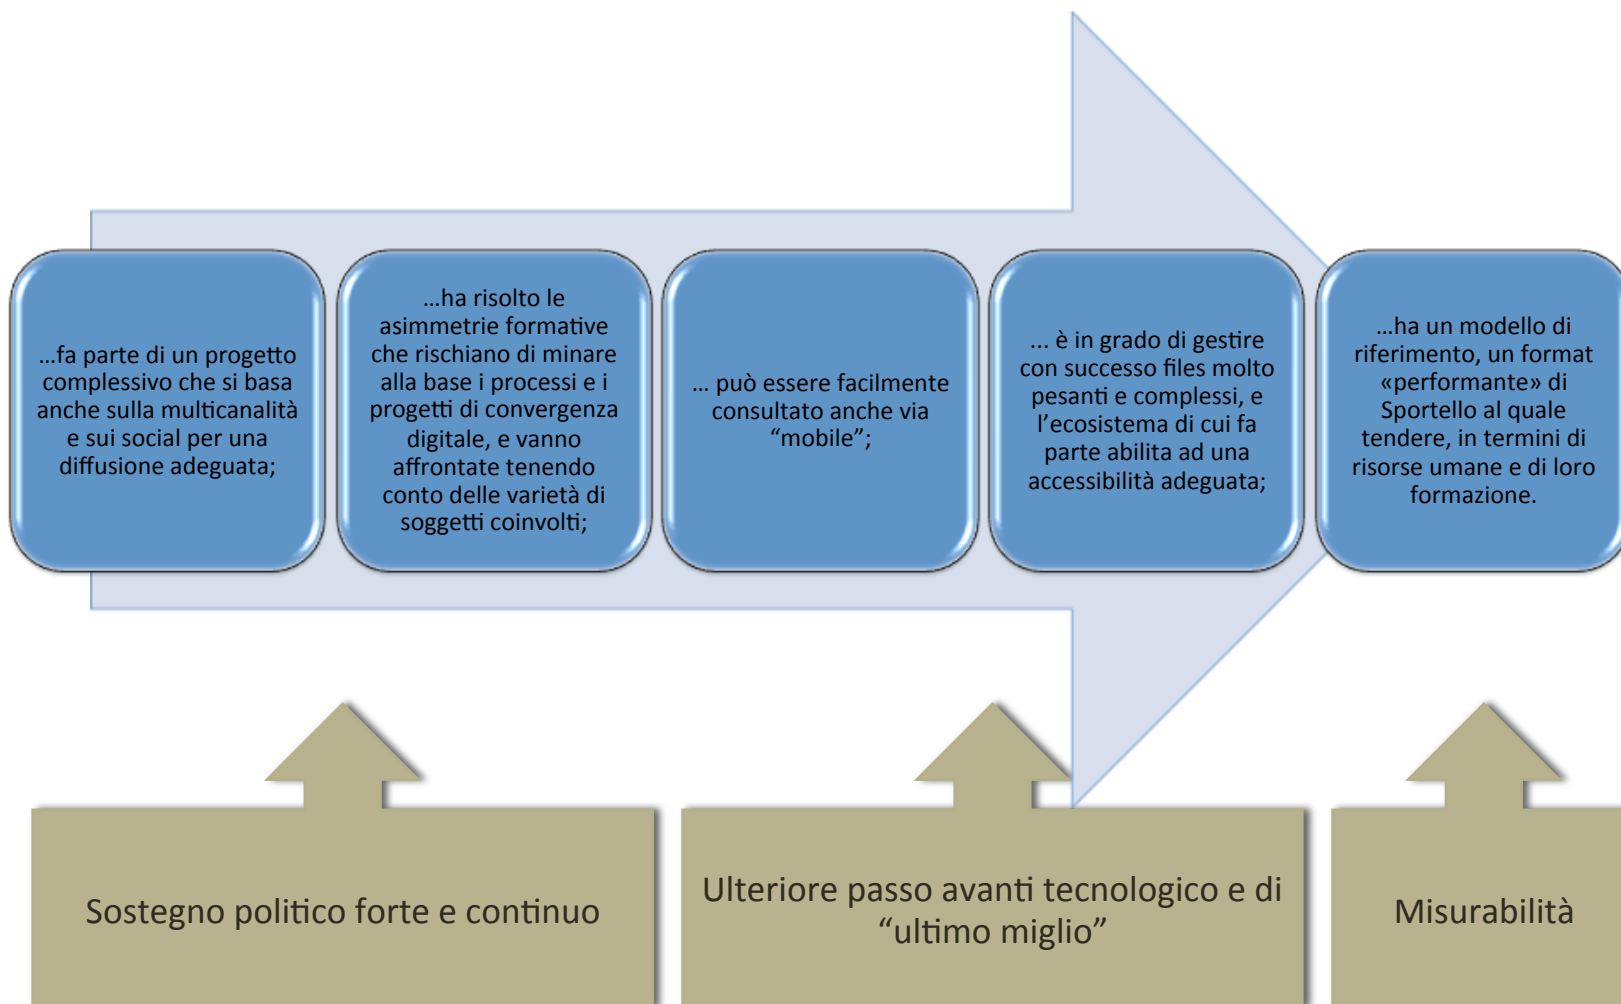 …fa parte di un progetto
complessivo che si basa
anche sulla multicanalità
e sui social per una
diffusione adeguata;
…ha risolto le
asimmetrie formative
che rischiano di minare
alla base i processi e i
progetti di convergenza
digitale, e vanno
affrontate tenendo
conto delle varietà di
soggetti coinvolti;
... può essere facilmente
consultato anche via
“mobile”;
... è in grado di gestire
con successo files molto
pesanti e complessi, e
l’ecosistema di cui fa
parte abilita ad una
accessibilità adeguata;
…ha un modello di
riferimento, un format
«performante» di
Sportello al quale
tendere, in termini di
risorse umane e di loro
formazione.
Sostegno politico forte e continuo
Ulteriore passo avanti tecnologico e di
“ultimo miglio”
Misurabilità